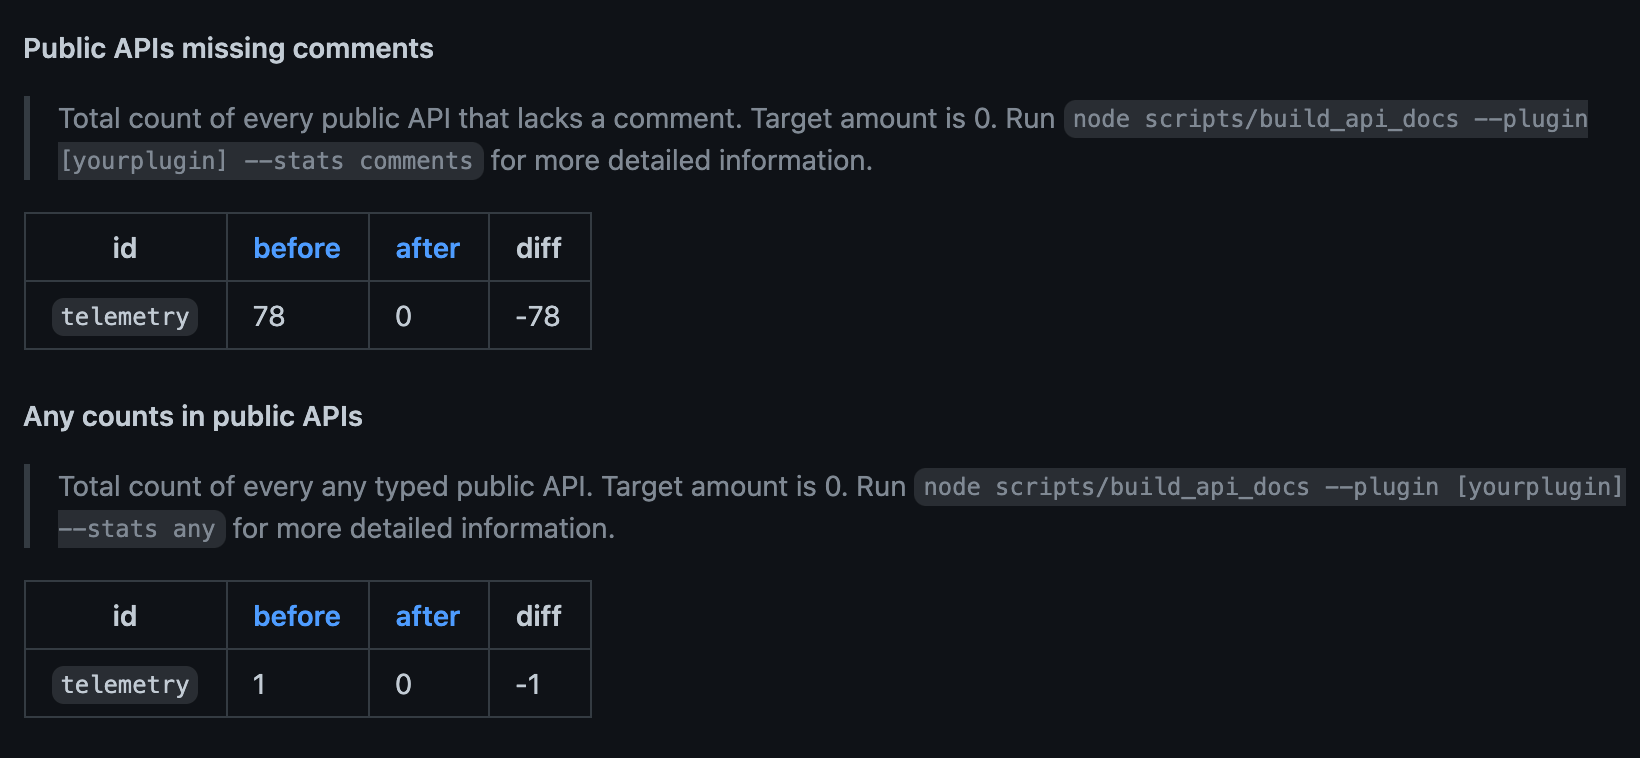 Public APIs missing comments
Total count of every public API that lacks a comment. Target amount is 0. Run node scripts/build_api_docs --plugin
[yourplugin] --stats comments for more detailed information.
id before after diff
telemetry 78 0 -78
Any counts in public APIs
Total count of every any typed public API. Target amount is 0. Run node scripts/build_api_docs --plugin [yourplugin]
--stats any for more detailed information.
id before after diff
telemetry 1 0 -1